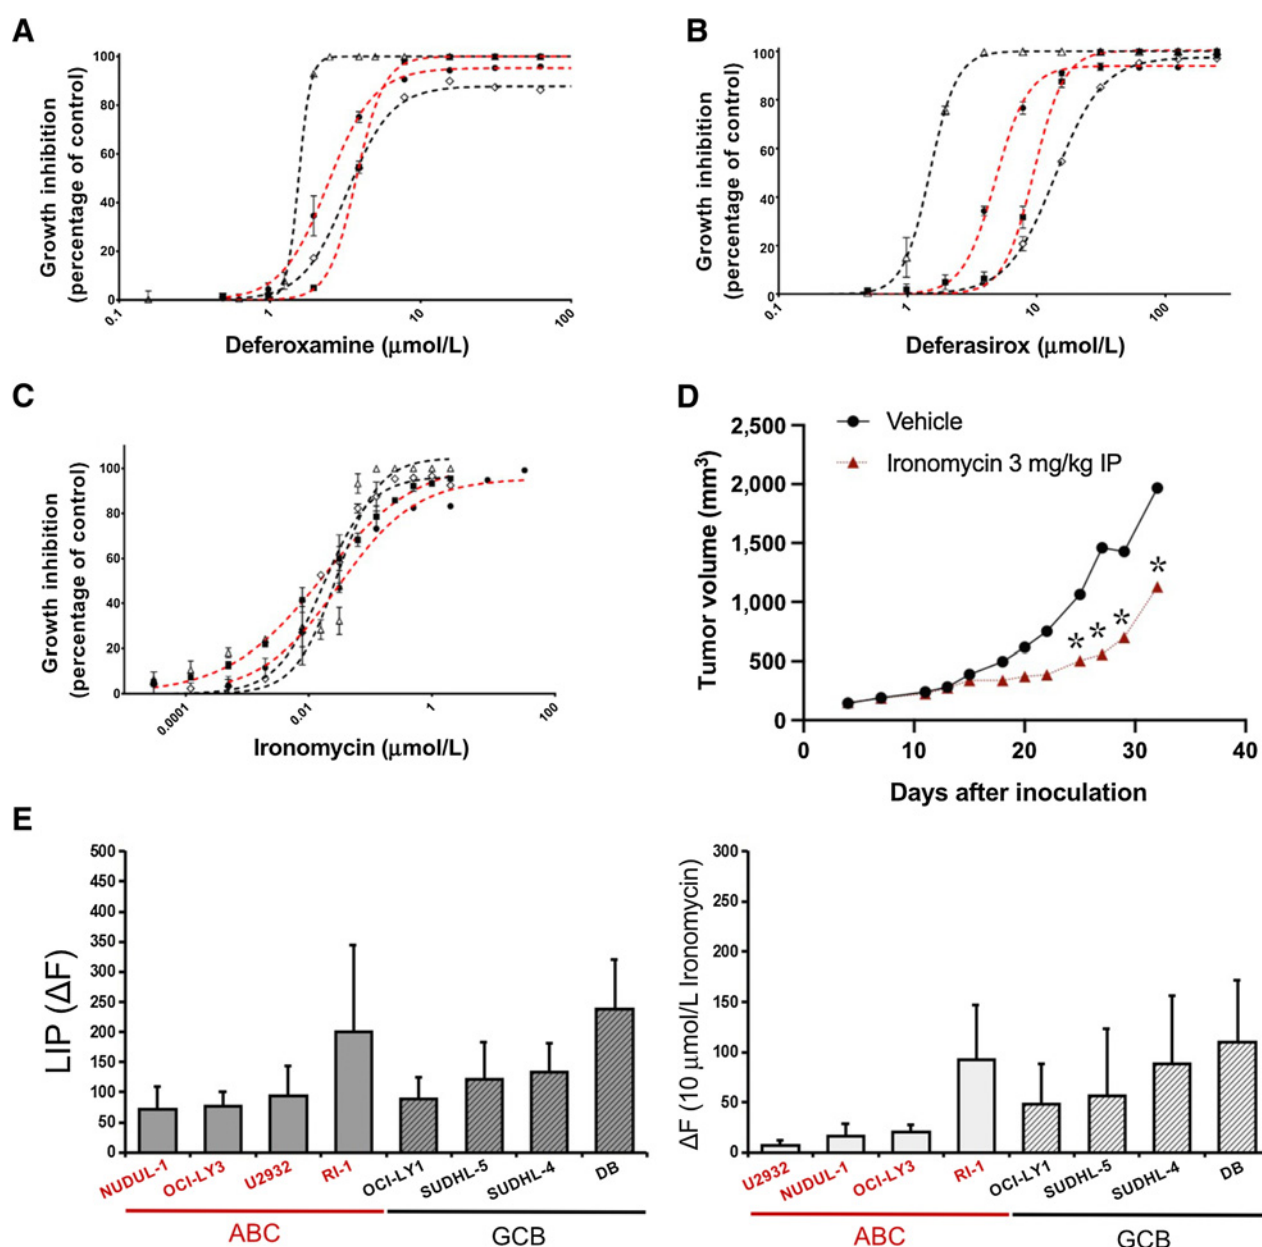 A
Growth inhibition
(percentage of control)
100
80
60
40
20
0
0.1
1
10
100
Deferoxamine (μmol/L)
B
Growth inhibition
(percentage of control)
100
80
60
40
20
0
0.1
1
10
100
Deferasirox (μmol/L)
C
Growth inhibition
(percentage of control)
100
80
60
40
20
0
0.0001
0.01
1
100
Ironomycin (μmol/L)
D
Vehicle
Ironomycin 3 mg/kg IP
Tumor volume (mm³)
2,500
2,000
1,500
1,000
500
0
* * * *
0 10 20 30 40
Days after inoculation
E
LIP (ΔF)
500
450
400
350
300
250
200
150
100
50
0
NUDUL-1
OCI-LY3
U2932
RI-1
OCI-LY1
SUDHL-5
SUDHL-4
DB
ABC
GCB
ΔF (10 μmol/L Ironomycin)
300
250
200
150
100
50
0
U2932
NUDUL-1
OCI-LY3
RI-1
OCI-LY1
SUDHL-5
SUDHL-4
DB
ABC
GCB